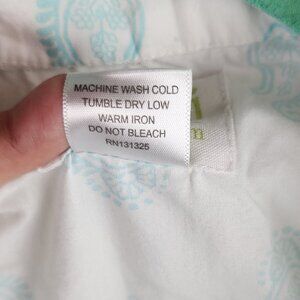 MACHINE WASH COLD
TUMBLE DRY LOW
WARM IRON
DO NOT BLEACH
RN131325